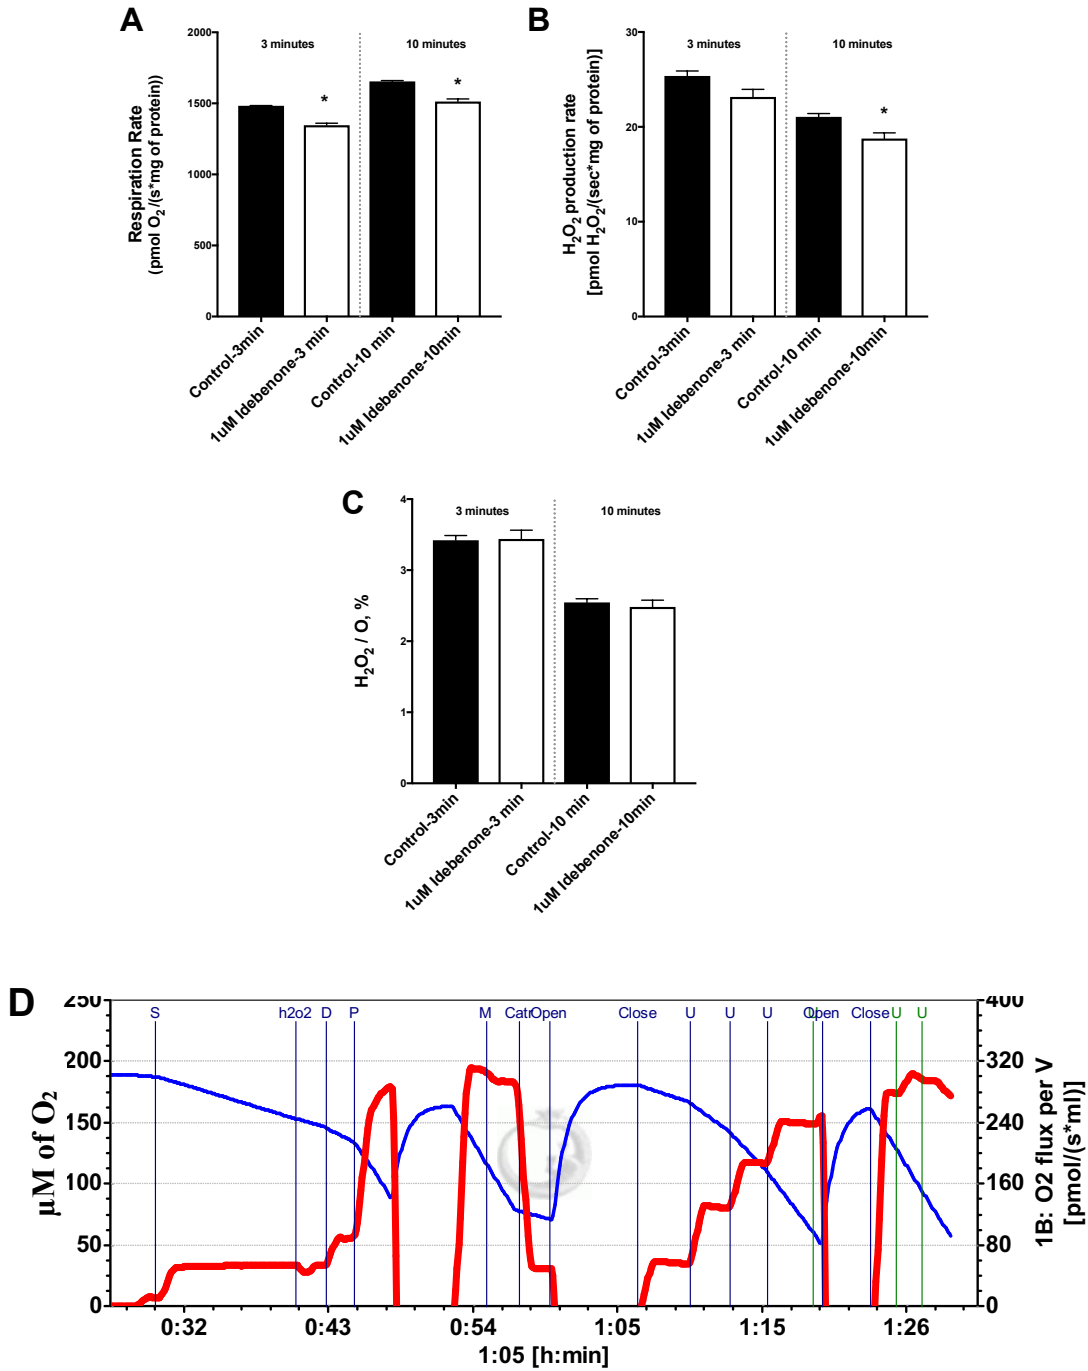 A
2000
1500
1000
500
0
Respiration Rate
(pmol O₂/(s*mg of protein))
3 minutes
10 minutes
*
*
Control-3min
1uM Idebenone-3 min
Control-10 min
1uM Idebenone-10min
B
30
20
10
0
H₂O₂ production rate
[pmol H₂O₂/(sec*mg of protein)]
3 minutes
10 minutes
*
Control-3min
1uM Idebenone-3 min
Control-10 min
1uM Idebenone-10min
C
4
3
2
1
0
H₂O₂ / O, %
3 minutes
10 minutes
Control-3min
1uM Idebenone-3 min
Control-10 min
1uM Idebenone-10min
D
250
200
150
100
50
0
µM of O₂
S
h2o2
D
P
M
Catr
Open
Close
U
U
U
Open
Close
U
U
400
320
240
160
80
0
1B: O2 flux per V
[pmol/(s*ml)]
0:32
0:43
0:54
1:05
1:15
1:26
1:05 [h:min]